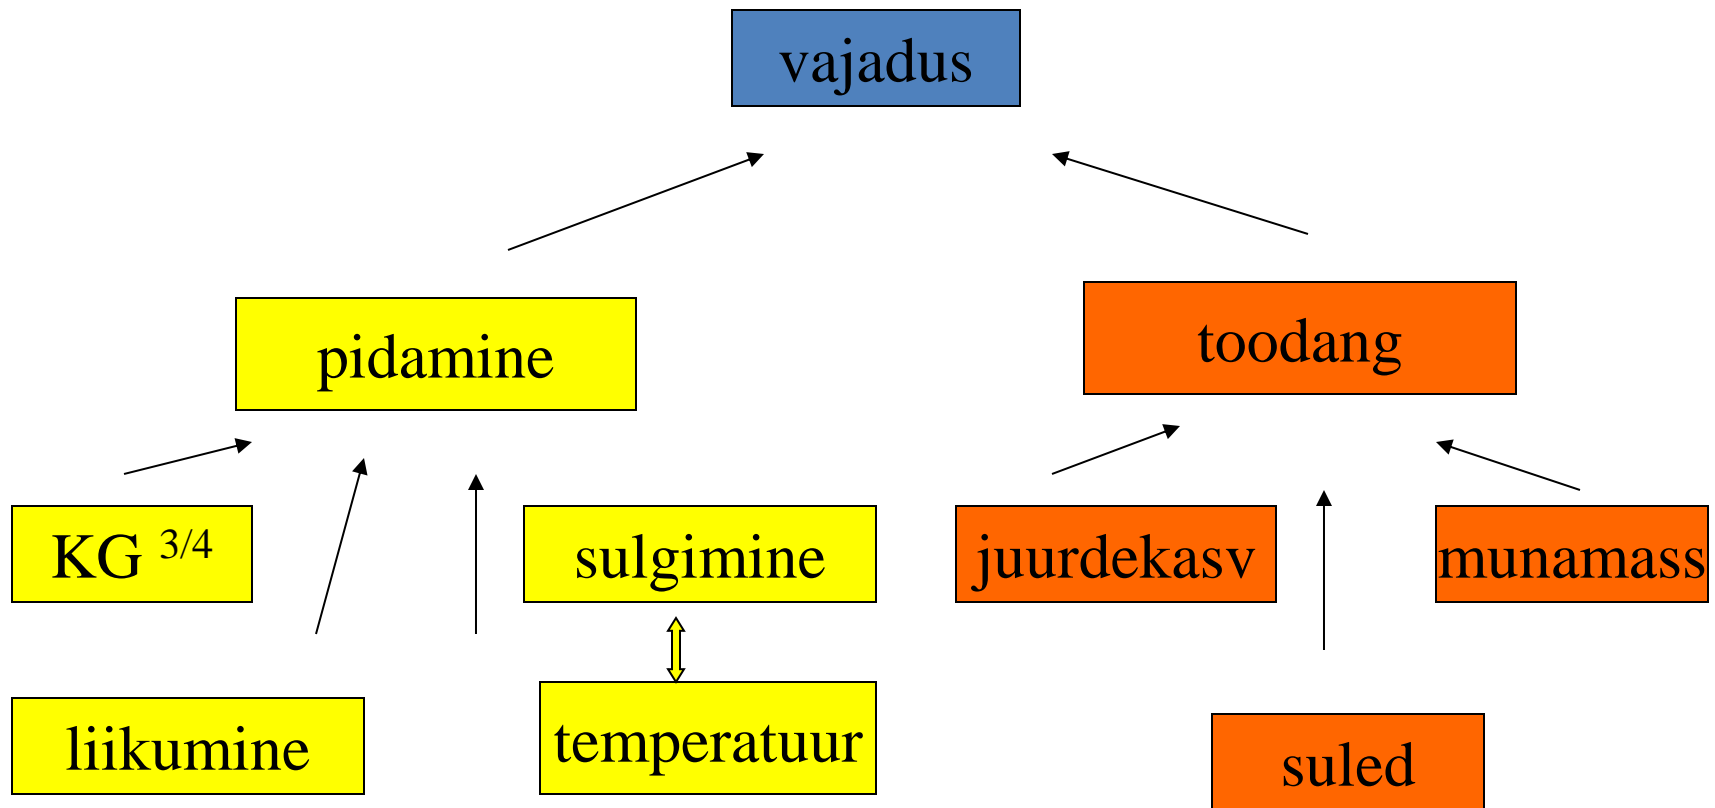 vajadus
pidamine
toodang
KG 3/4
sulgimine
juurdekasv
munamass
liikumine
temperatuur
suled